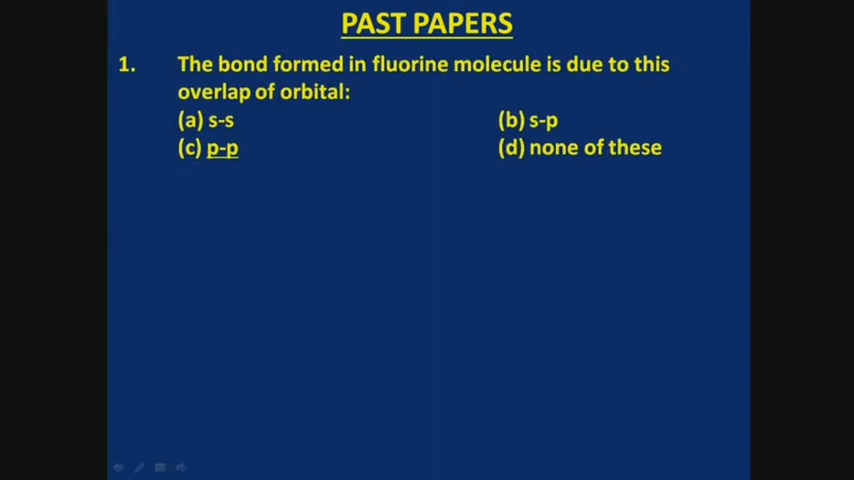 PAST PAPERS
1. The bond formed in fluorine molecule is due to this
overlap of orbital:
(a) s-s (b) s-p
(c) p-p (d) none of these